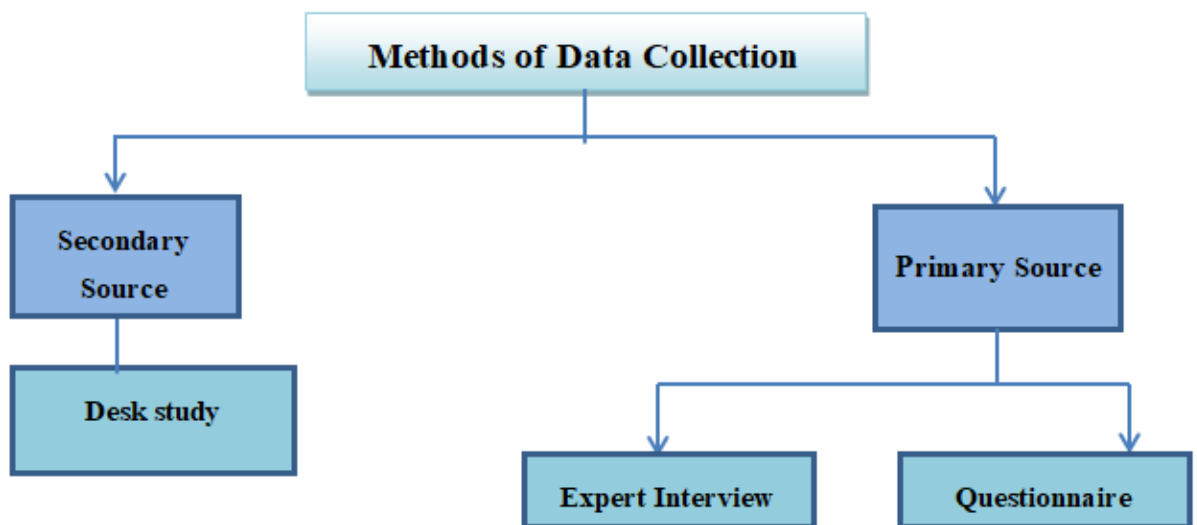 Methods of Data Collection
Secondary
Source
Primary Source
Desk study
Expert Interview
Questionnaire